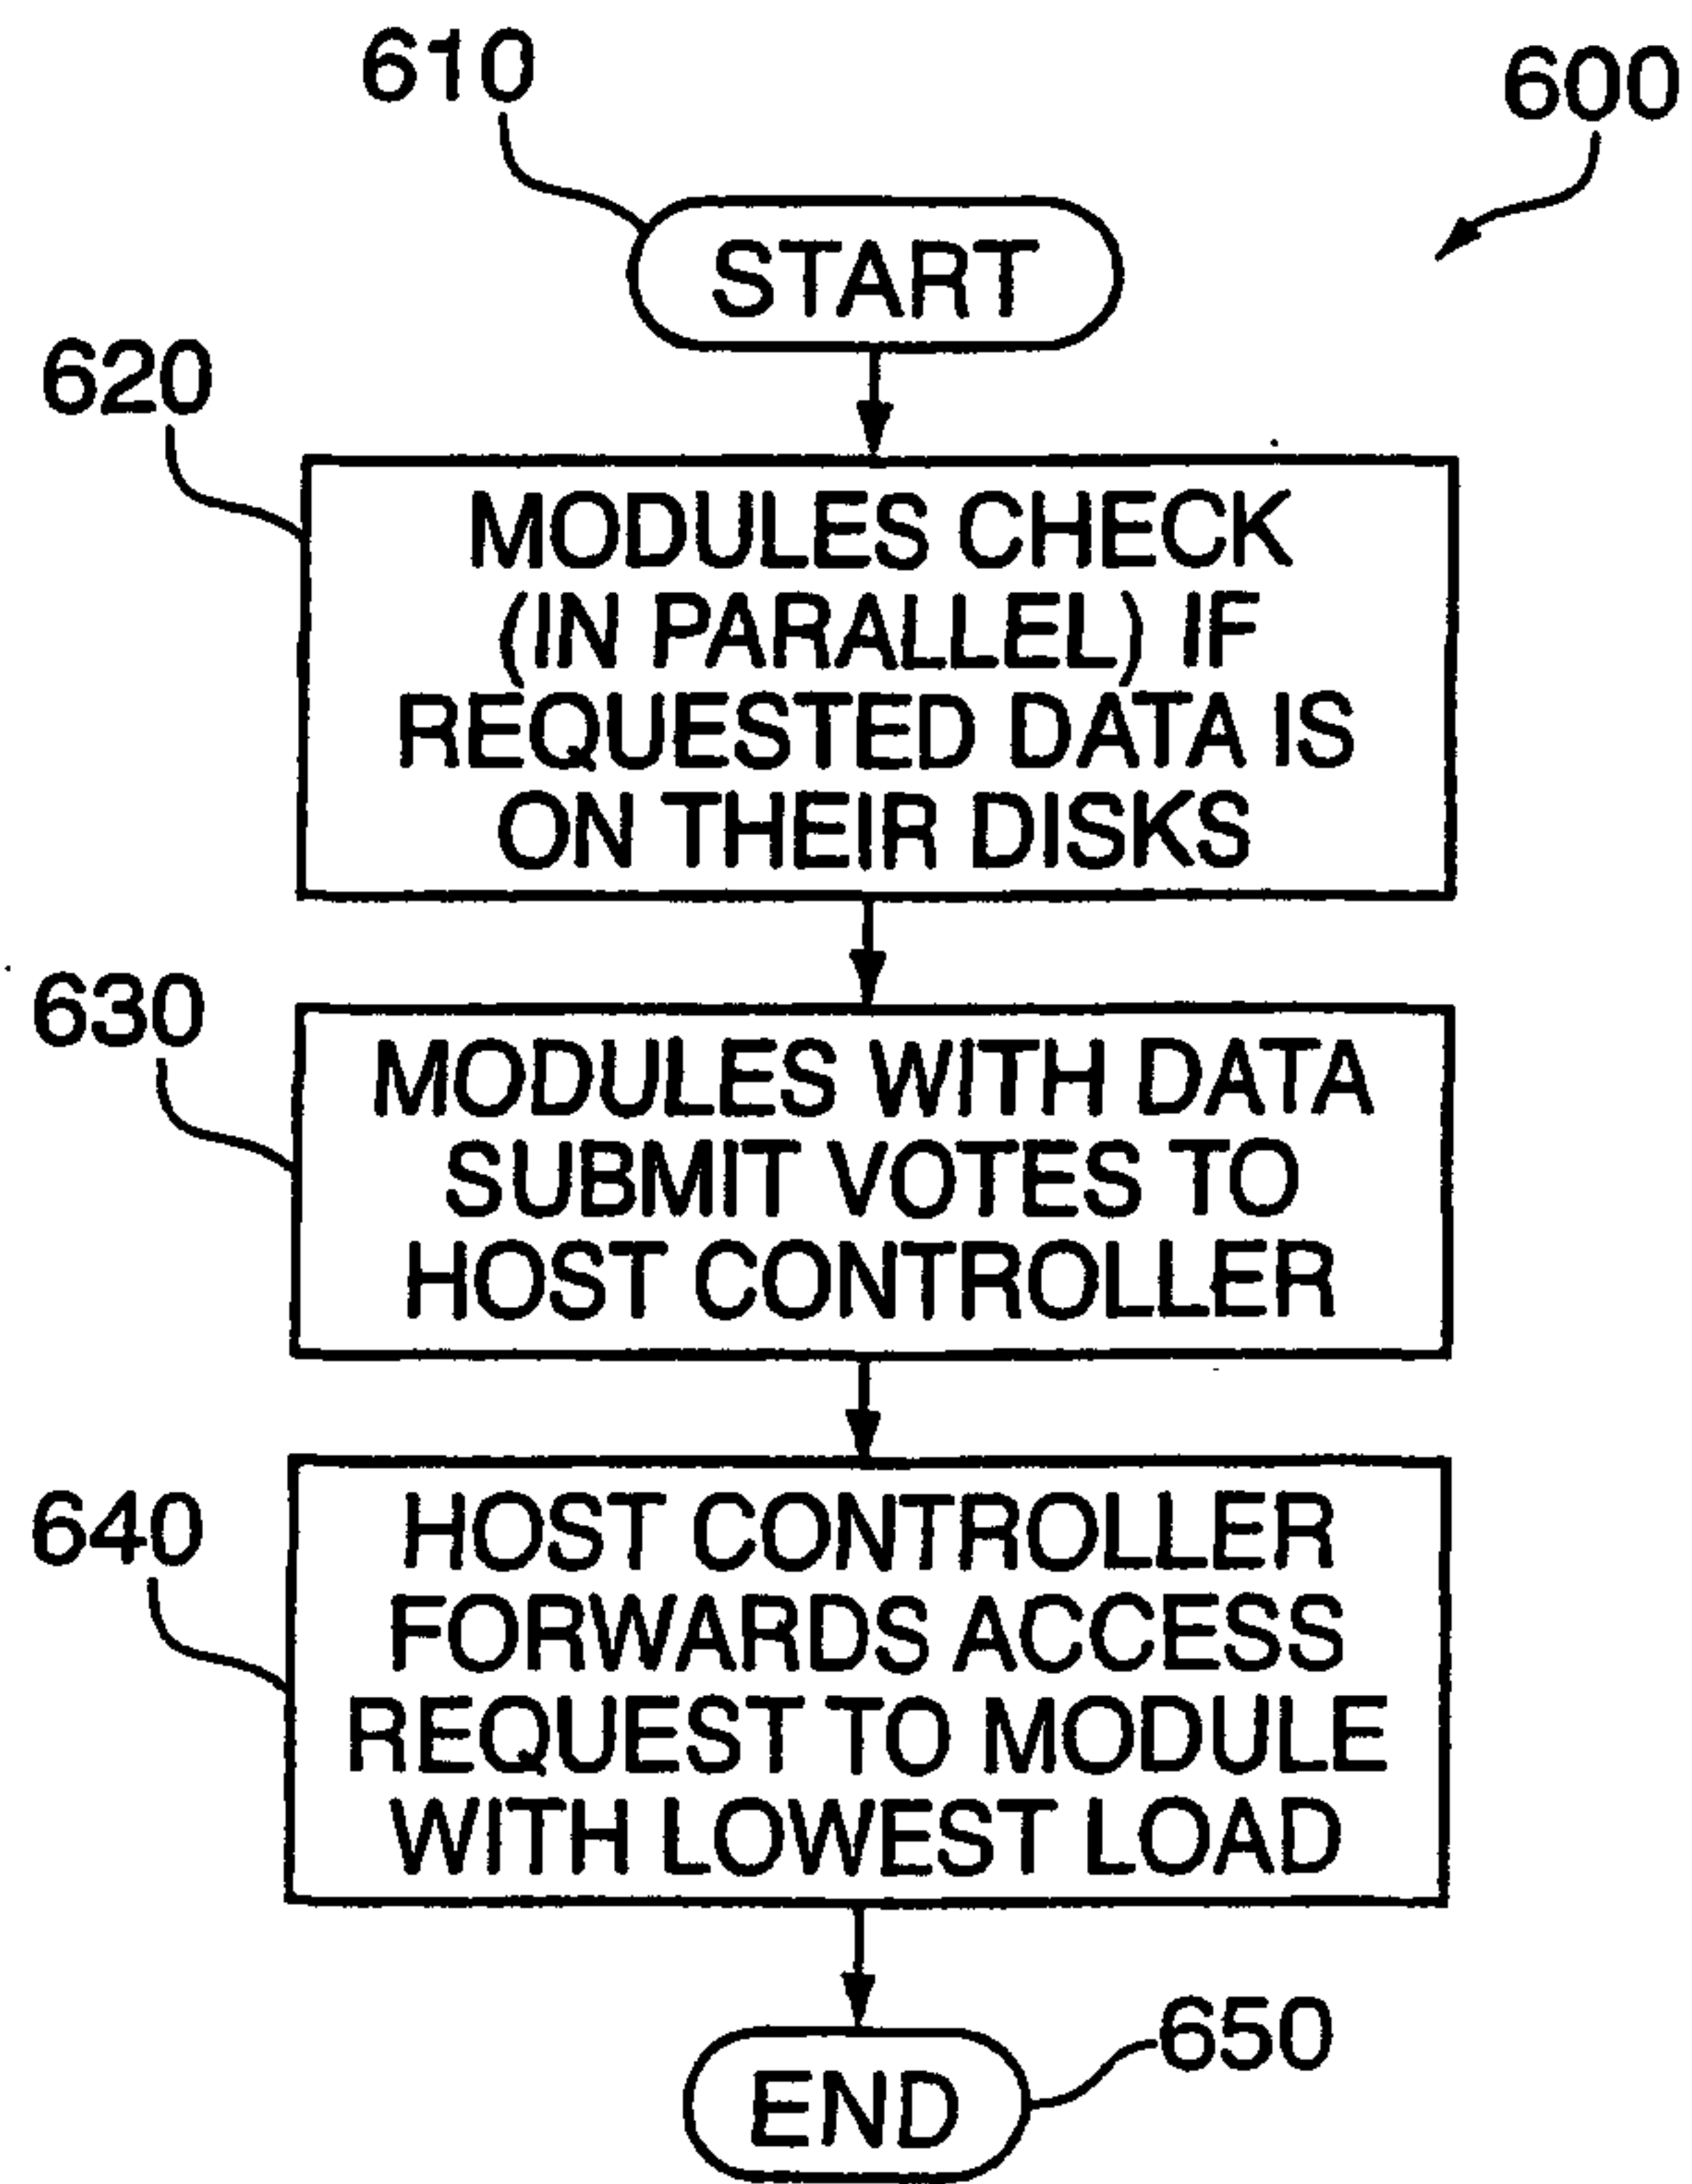 610
600
START
620
MODULES CHECK
(IN PARALLEL) IF
REQUESTED DATA IS
ON THEIR DISKS
630
MODULES WITH DATA
SUBMIT VOTES TO
HOST CONTROLLER
640
HOST CONTROLLER
FORWARDS ACCESS
REQUEST TO MODULE
WITH LOWEST LOAD
650
END